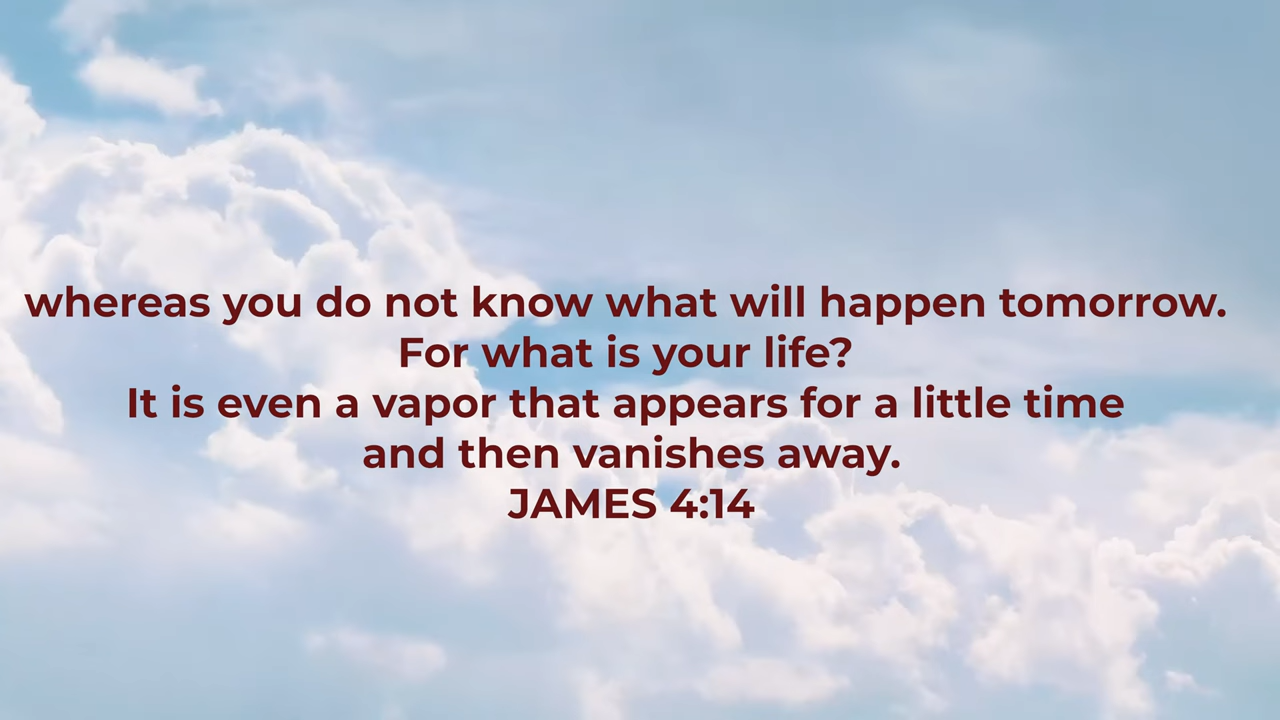 whereas you do not know what will happen tomorrow.
For what is your life?
It is even a vapor that appears for a little time
and then vanishes away.
JAMES 4:14